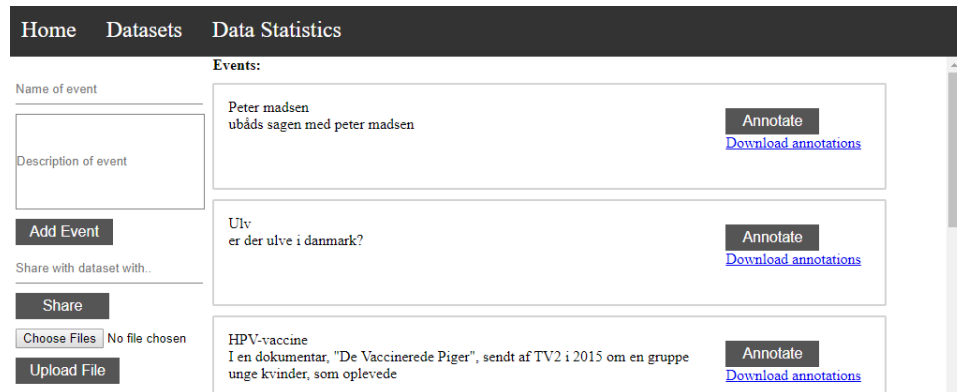 Home Datasets Data Statistics
Name of event
Description of event
Add Event
Share with dataset with..
Share
Choose Files No file chosen
Upload File
Events:
Peter madsen
ubåds sagen med peter madsen
Annotate
Download annotations
Ulv
er der ulve i danmark?
Annotate
Download annotations
HPV-vaccine
I en dokumentar, "De Vaccinerede Piger", sendt af TV2 i 2015 om en gruppe
unge kvinder, som oplevede
Annotate
Download annotations